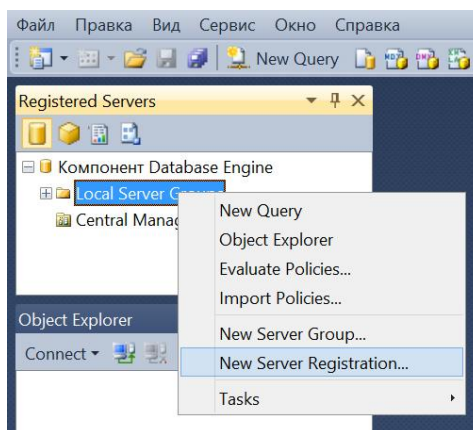 Файл Правка Вид Сервис Окно Справка
New Query
Registered Servers
Компонент Database Engine
Local Server Groups
Central Manag
New Query
Object Explorer
Evaluate Policies...
Import Policies...
New Server Group...
New Server Registration...
Tasks
Object Explorer
Connect